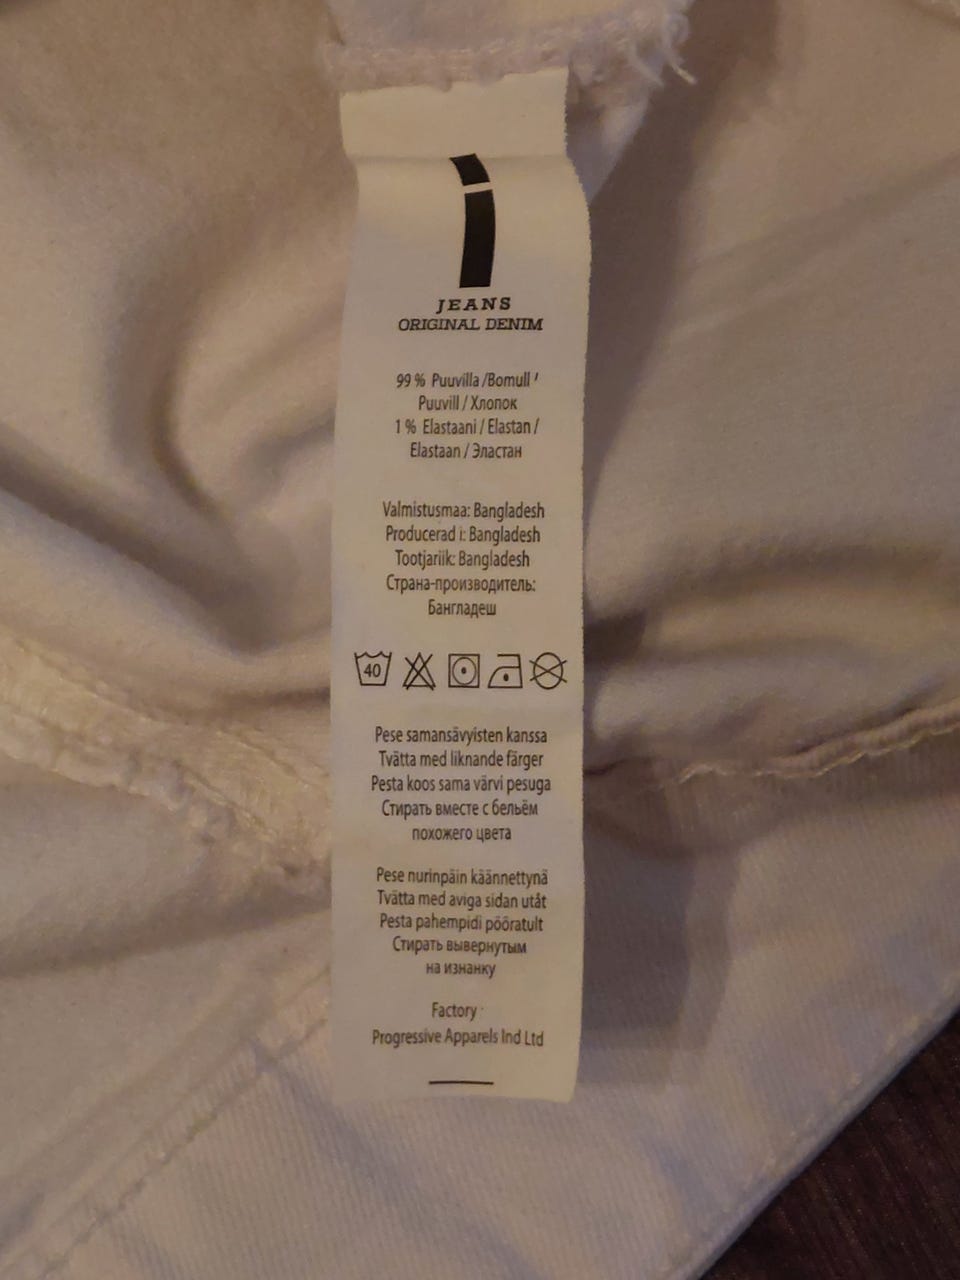 JEANS
ORIGINAL DENIM
99 % Puuvilla /Bomull /
Puuvill / Хлопок
1 % Elastaani / Elastan /
Elastaan / Эластан
Valmistusmaa: Bangladesh
Producerad i: Bangladesh
Tootjariik: Bangladesh
Страна-производитель:
Бангладеш
40
Pese samansävyisten kanssa
Tvätta med liknande färger
Pesta koos sama värvi pesuga
Стирать вместе с бельём
похожего цвета
Pese nurinpäin käännettynä
Tvätta med aviga sidan utåt
Pesta pahempidi pööratult
Стирать вывернутым
на изнанку
Factory
Progressive Apparels Ind Ltd